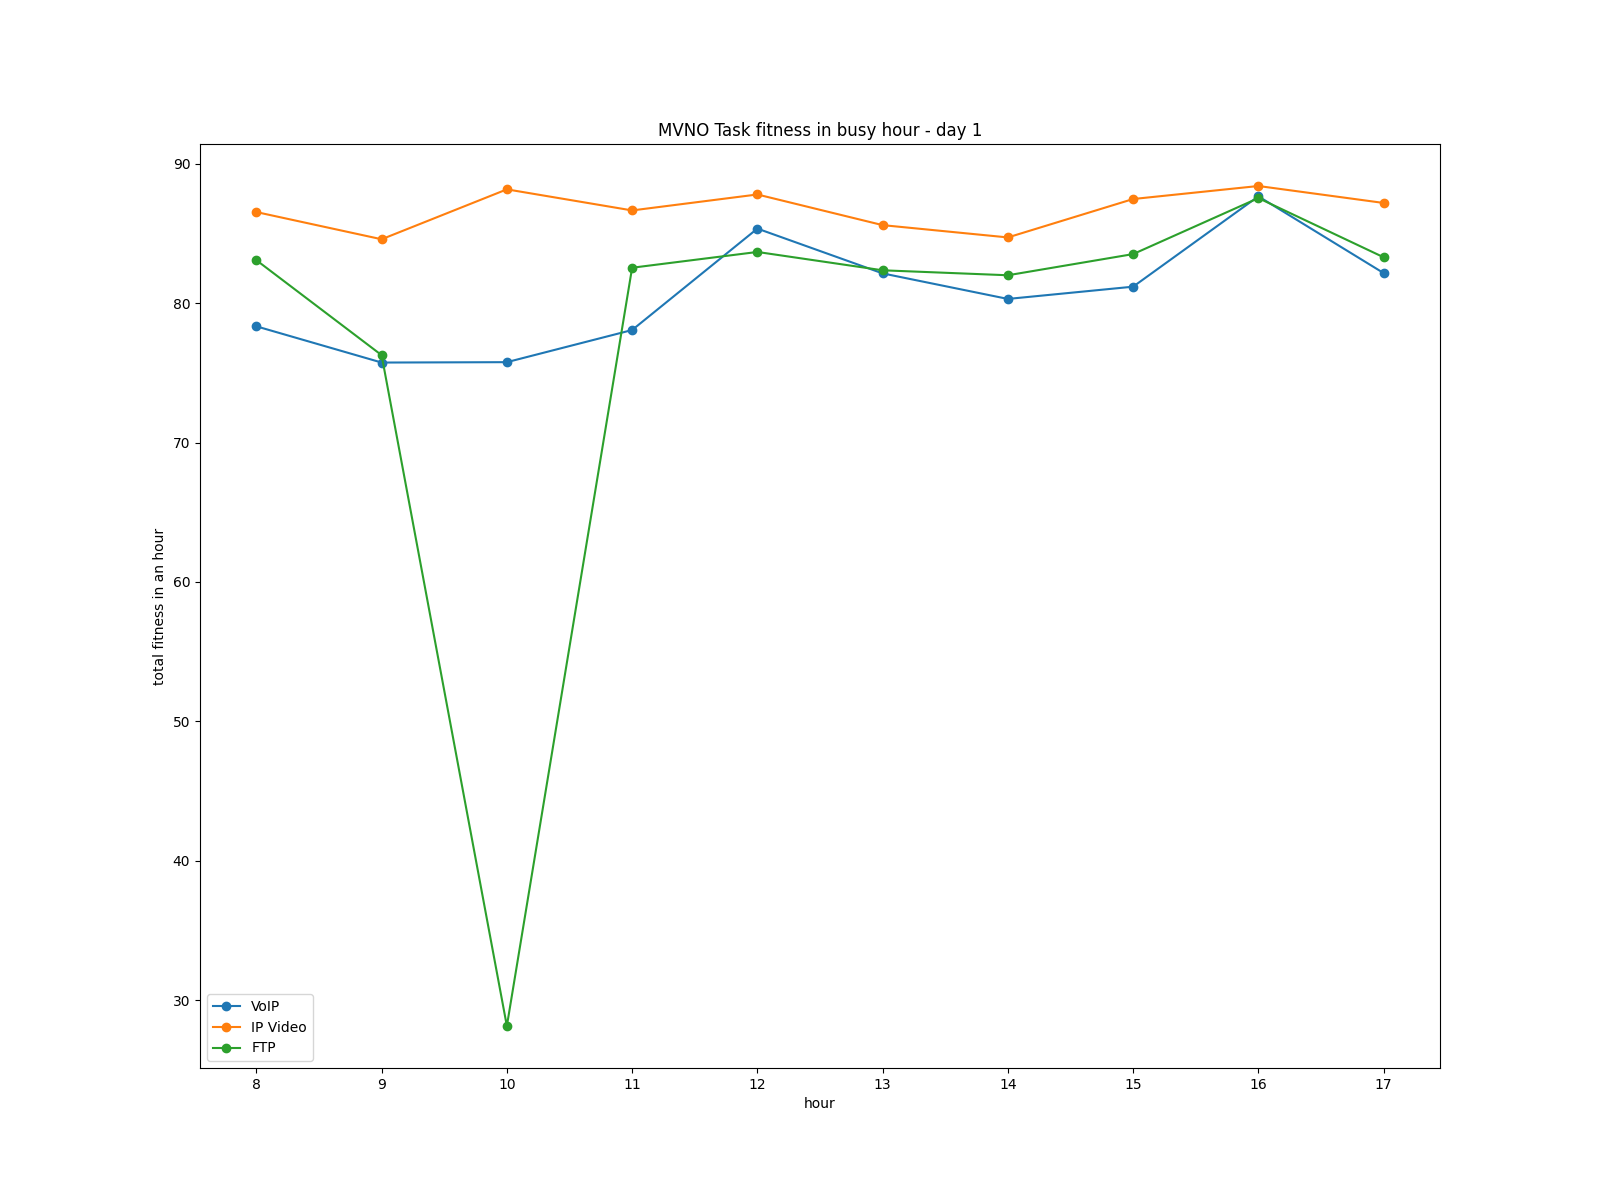 MVNO Task fitness in busy hour - day 1
total fitness in an hour
90
80
70
60
50
40
30
VoIP
IP Video
FTP
8 9 10 11 12 13 14 15 16 17
hour